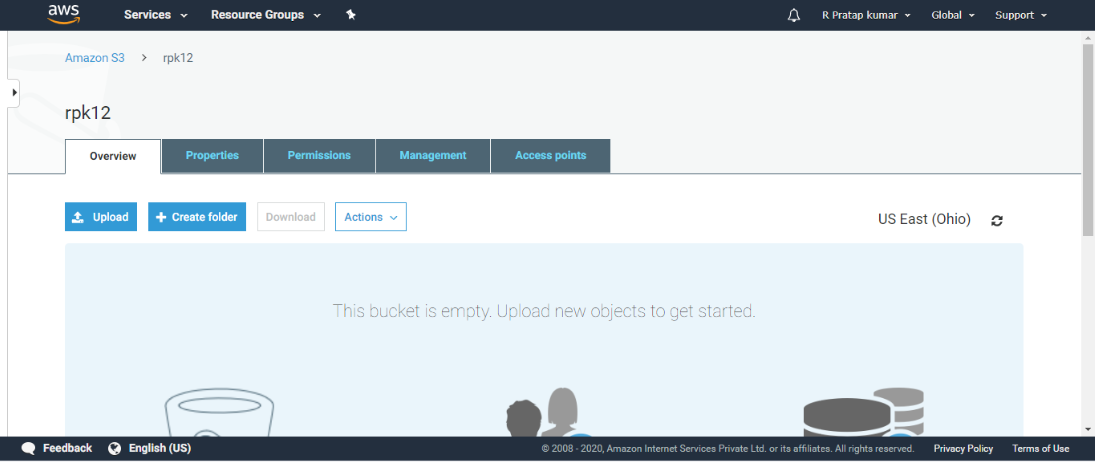 aws Services Resource Groups R Pratap kumar Global Support
Amazon S3 > rpk12
rpk12
Overview Properties Permissions Management Access points
Upload Create folder Download Actions US East (Ohio)
This bucket is empty. Upload new objects to get started.
Feedback English (US) © 2008 - 2020, Amazon Internet Services Private Ltd. or its affiliates. All rights reserved. Privacy Policy Terms of Use